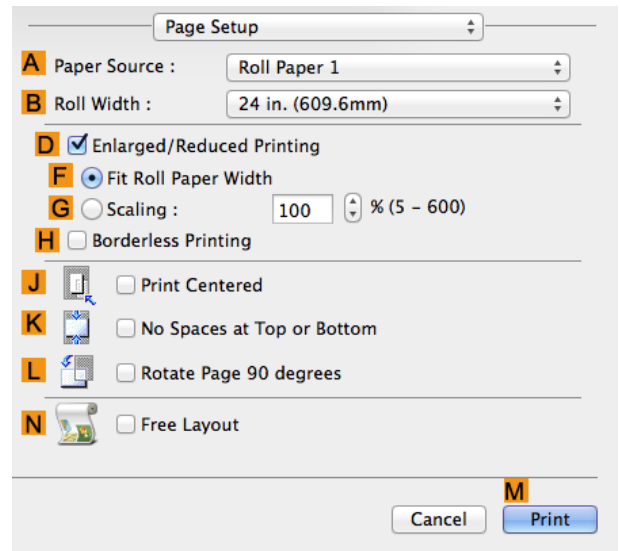 Page Setup
A Paper Source : Roll Paper 1
B Roll Width : 24 in. (609.6mm)
D Enlarged/Reduced Printing
F Fit Roll Paper Width
G Scaling : 100 % (5 – 600)
H Borderless Printing
J Print Centered
K No Spaces at Top or Bottom
L Rotate Page 90 degrees
N Free Layout
M
Cancel Print